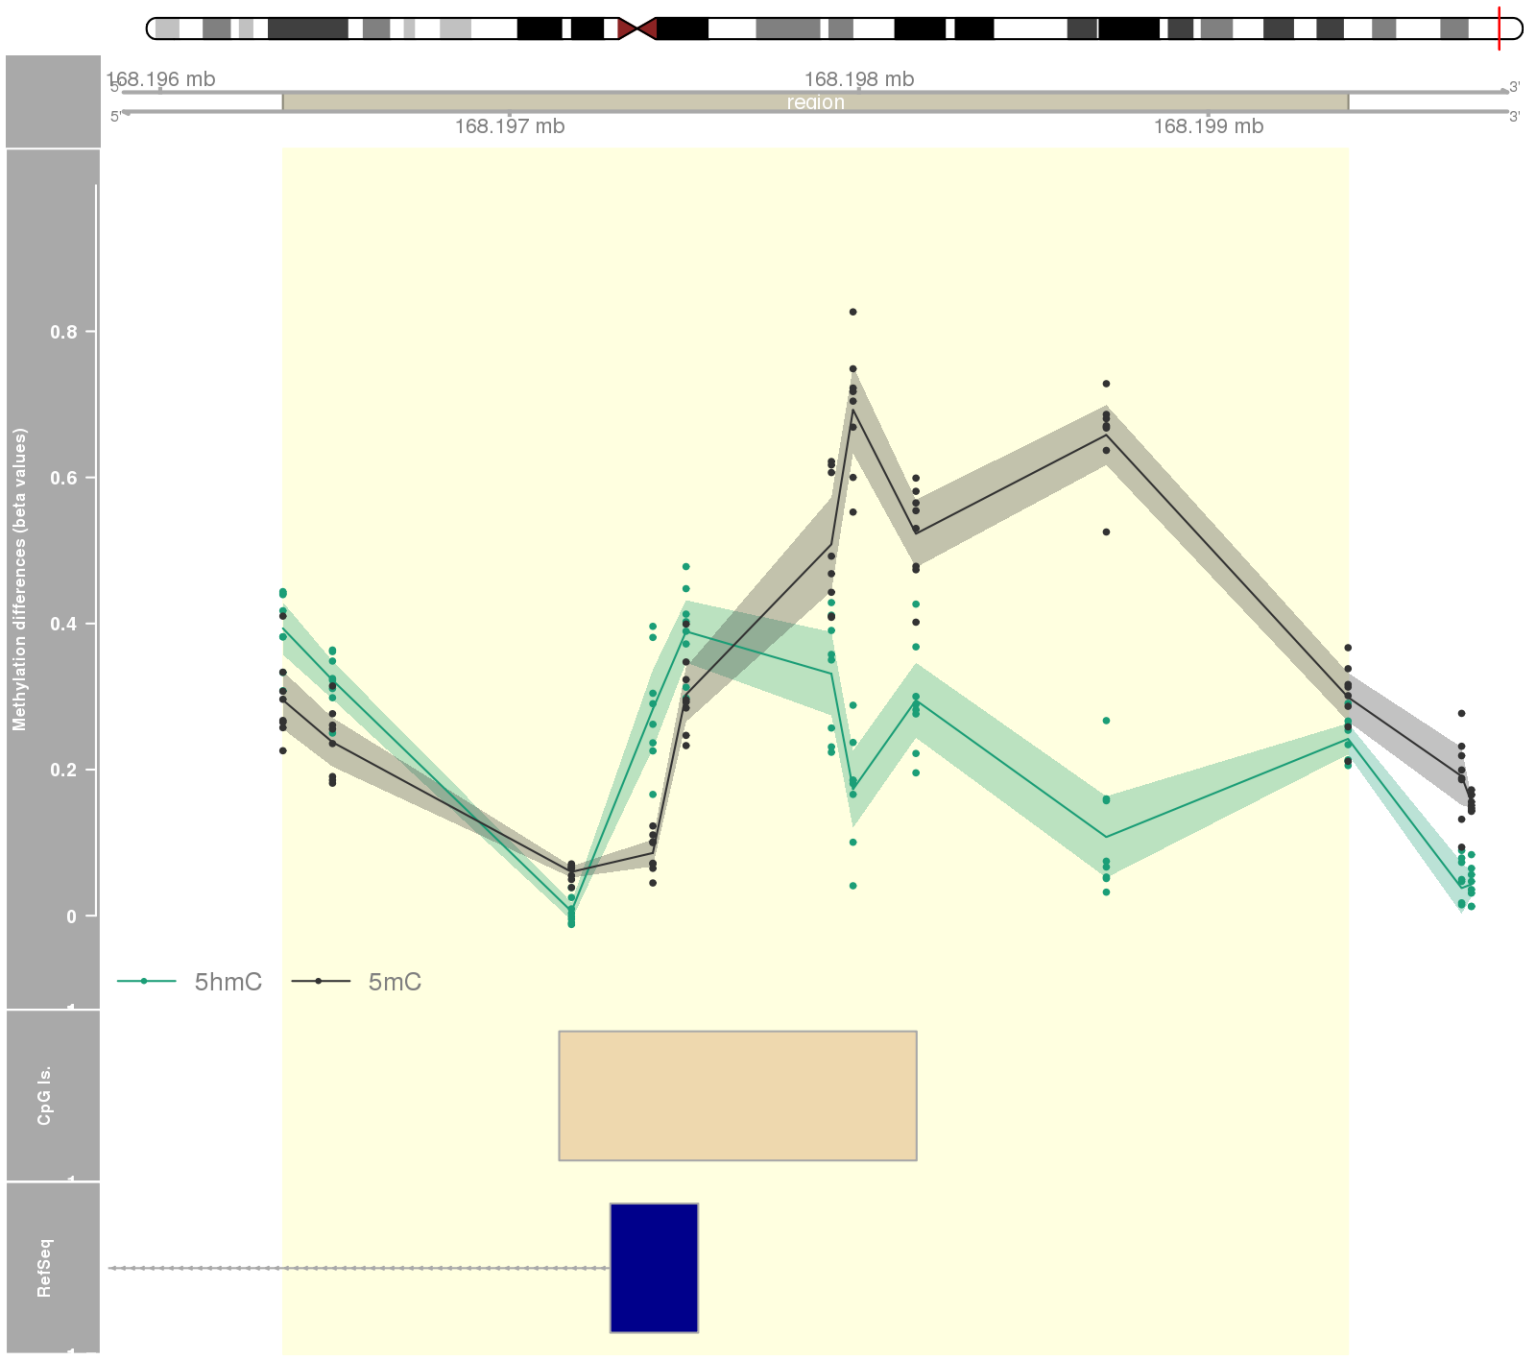 168.196 mb
168.198 mb
5'
3'
region
5'
3'
168.197 mb
168.199 mb
Methylation differences (beta values)
0.8
0.6
0.4
0.2
0
5hmC
5mC
CpG Is.
RefSeq